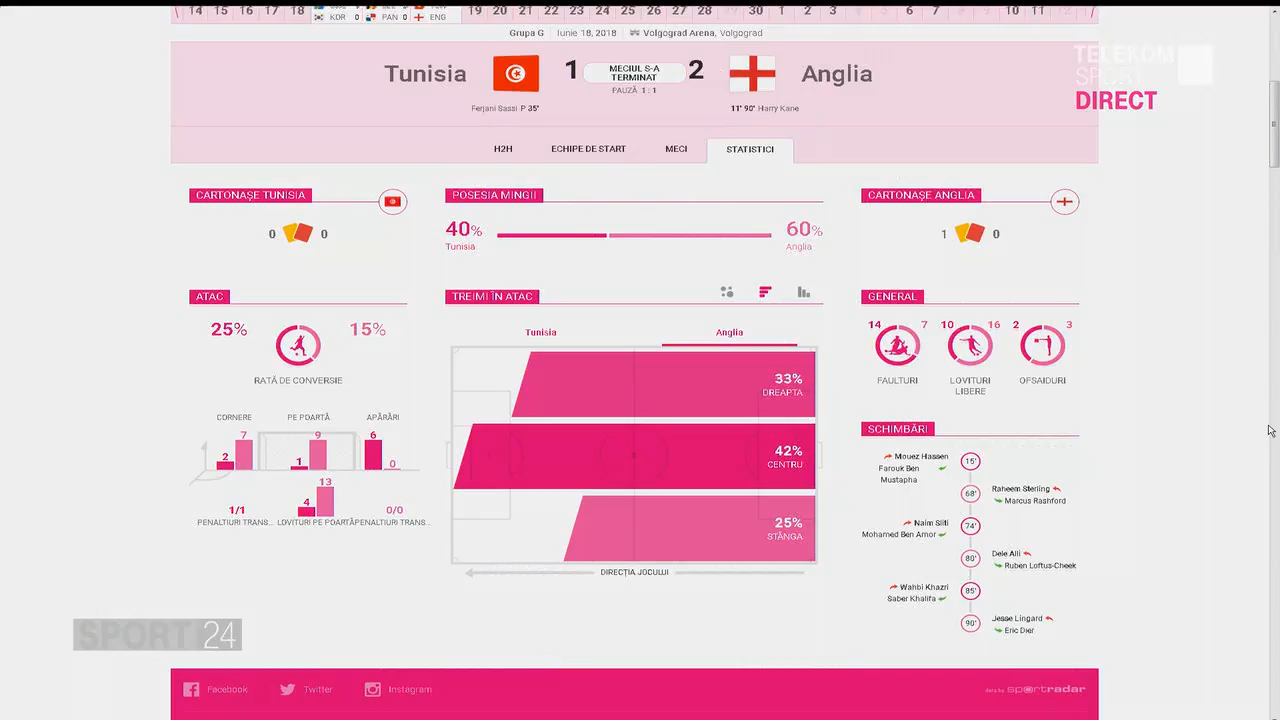 14 15 16 17 18 KOR 0 PAN 0 ENG 19 20 21 22 23 24 25 26 27 28 29 30 1 2 3 6 8 10 11
Grupa G Iunie 18, 2018 Volgograd Arena, Volgograd
Tunisia 1 MECIUL S-A TERMINAT 2 Anglia
PAUZĂ 1 : 1
Ferjani Sassi P 35' 11' 90' Harry Kane
TELEKOM
SPORT
DIRECT
H2H ECHIPE DE START MECI STATISTICI
CARTONAȘE TUNISIA POSESIA MINGII CARTONAȘE ANGLIA
0 0 40% 60% 1 0
Tunisia Anglia
ATAC TREIMI ÎN ATAC GENERAL
25% 15%
RATĂ DE CONVERSIE
CORNERE PE POARTĂ APĂRĂRI
2 7 1 9 6 0
4 13
1/1 0/0
PENALTIURI TRANS... LOVITURI PE POARTĂ PENALTIURI TRANS...
Tunisia Anglia
33%
DREAPTA
42%
CENTRU
25%
STÂNGA
DIRECȚIA JOCULUI
14 7 10 16 2 3
FAULTURI LOVITURI LIBERE OFSAIDURI
SCHIMBĂRI
Mouez Hassen 15'
Farouk Ben
Mustapha
68' Raheem Sterling
Marcus Rashford
Naim Sliti 74'
Mohamed Ben Amor
80' Dele Alli
Ruben Loftus-Cheek
Wahbi Khazri 85'
Saber Khalifa
90' Jesse Lingard
Eric Dier
SPORT 24
Facebook Twitter Instagram data by sportradar